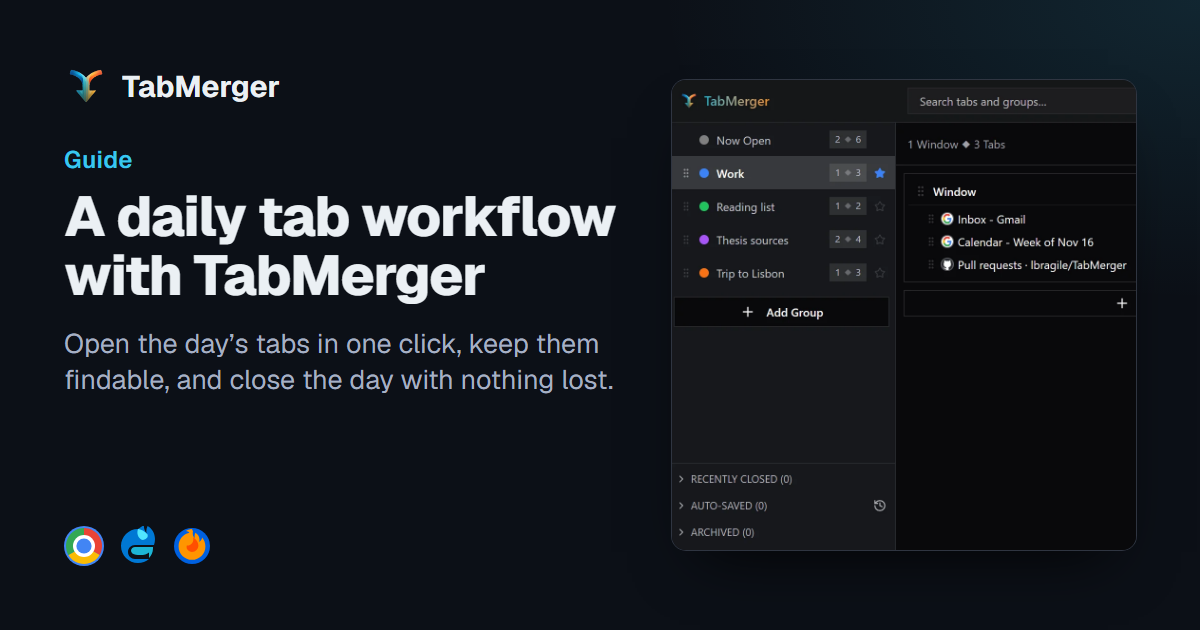 TabMerger
Guide
A daily tab workflow
with TabMerger
Open the day’s tabs in one click, keep them
findable, and close the day with nothing lost.
TabMerger
Search tabs and groups...
Now Open 2 ◆ 6
Work 1 ◆ 3
Reading list 1 ◆ 2
Thesis sources 2 ◆ 4
Trip to Lisbon 1 ◆ 3
+ Add Group
RECENTLY CLOSED (0)
AUTO-SAVED (0)
ARCHIVED (0)
1 Window ◆ 3 Tabs
Window
Inbox - Gmail
Calendar - Week of Nov 16
Pull requests · lbragile/TabMerger
+